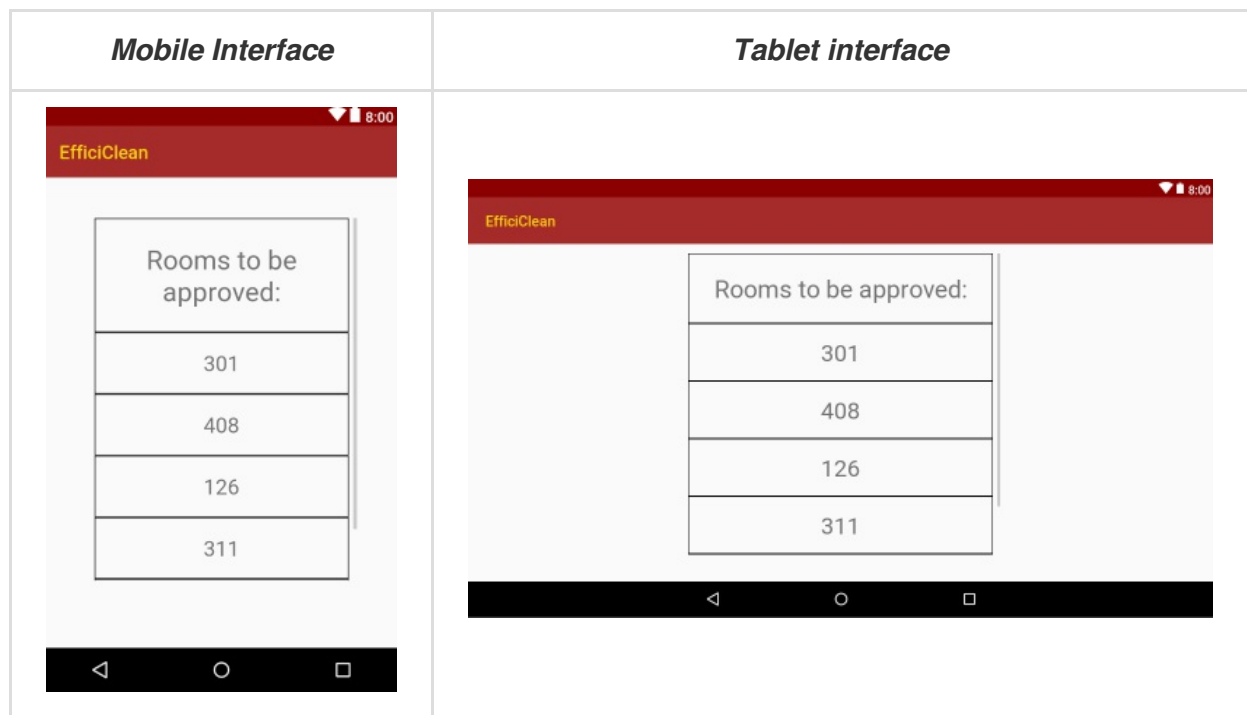 Mobile Interface
Tablet interface
8:00
EfficiClean
Rooms to be
approved:
301
408
126
311
8:00
EfficiClean
Rooms to be approved:
301
408
126
311